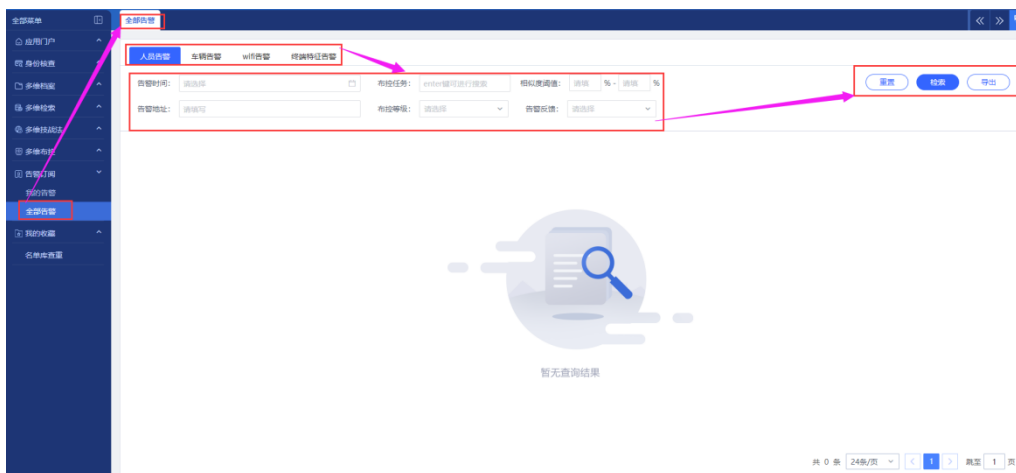 全部菜单
全部告警
应用门户
身份核查
多维档案
多维检索
多维技战法
多维布控
告警订阅
我的告警
全部告警
我的收藏
名单库查重
人员告警 车辆告警 wifi告警 终端特征告警
告警时间: 请选择 布控任务: enter键可进行搜索 相似度阈值: 请填 % - 请填 % 重置 检索 导出
告警地址: 请填写 布控等级: 请选择 告警反馈: 请选择
暂无查询结果
共 0 条 24条/页 1 跳至 1 页